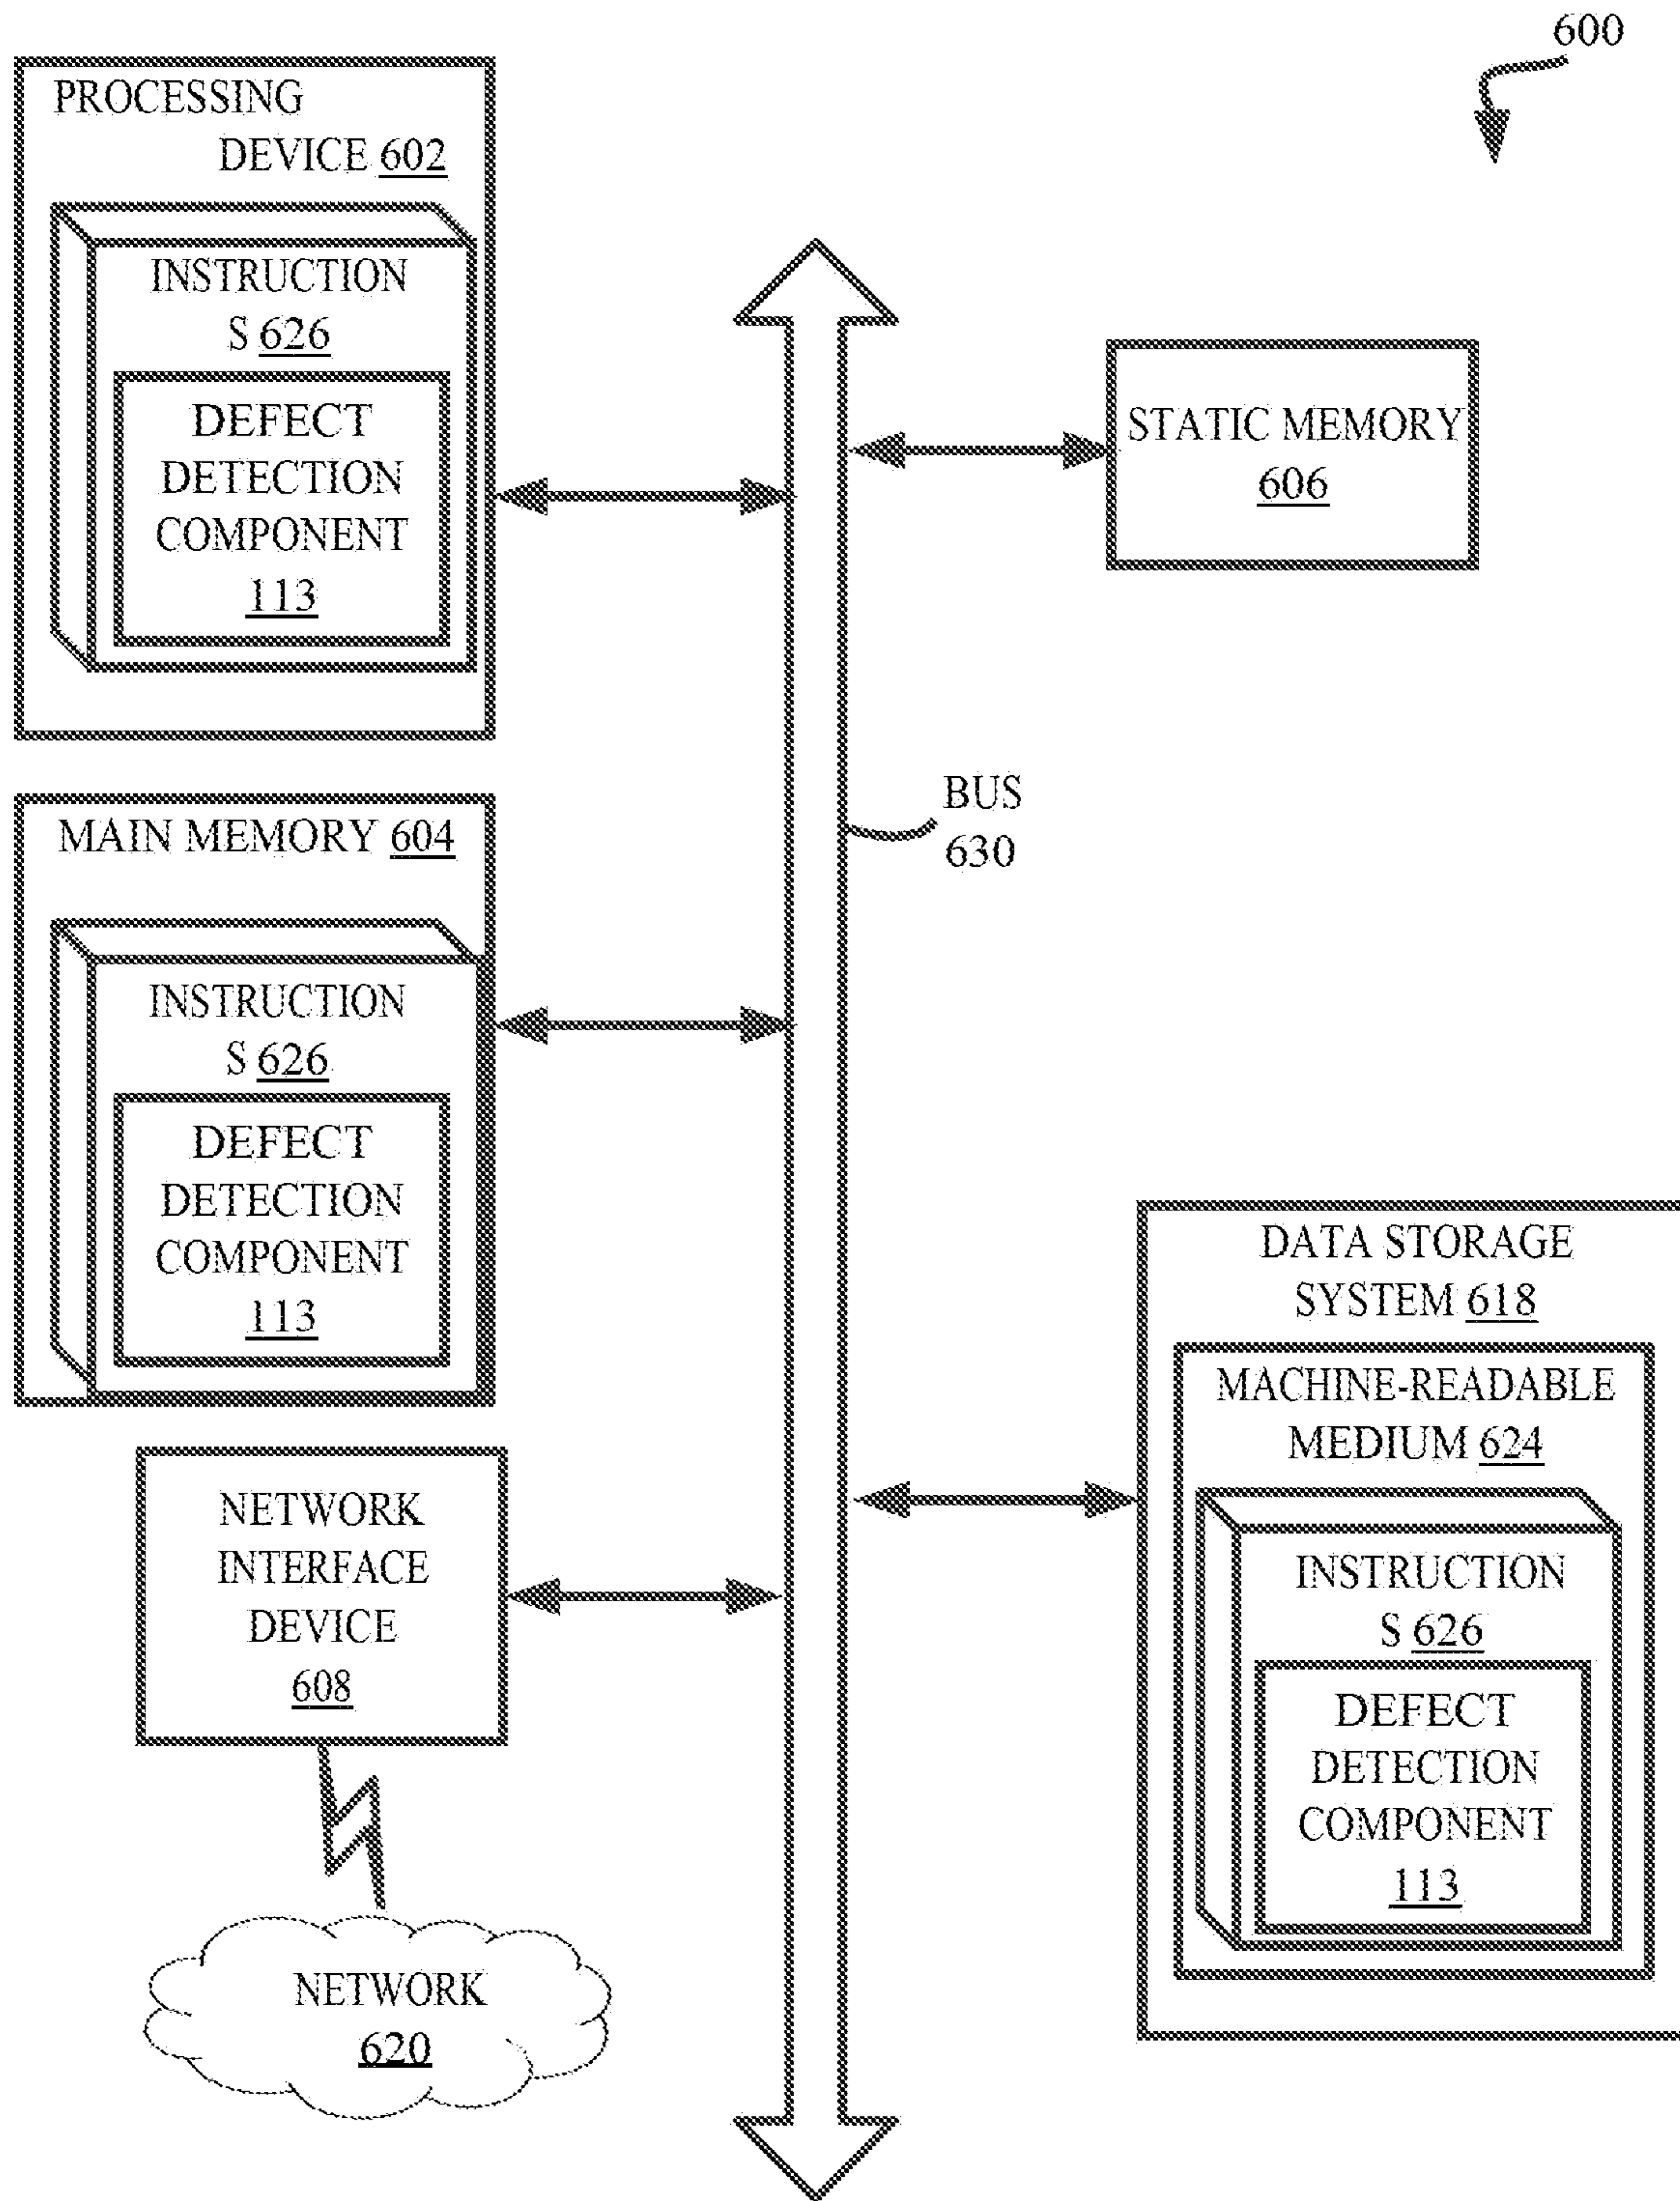 600
PROCESSING
DEVICE 602
INSTRUCTION
S 626
DEFECT
DETECTION
COMPONENT
113
STATIC MEMORY
606
BUS
630
MAIN MEMORY 604
INSTRUCTION
S 626
DEFECT
DETECTION
COMPONENT
113
DATA STORAGE
SYSTEM 618
MACHINE-READABLE
MEDIUM 624
INSTRUCTION
S 626
DEFECT
DETECTION
COMPONENT
113
NETWORK
INTERFACE
DEVICE
608
NETWORK
620